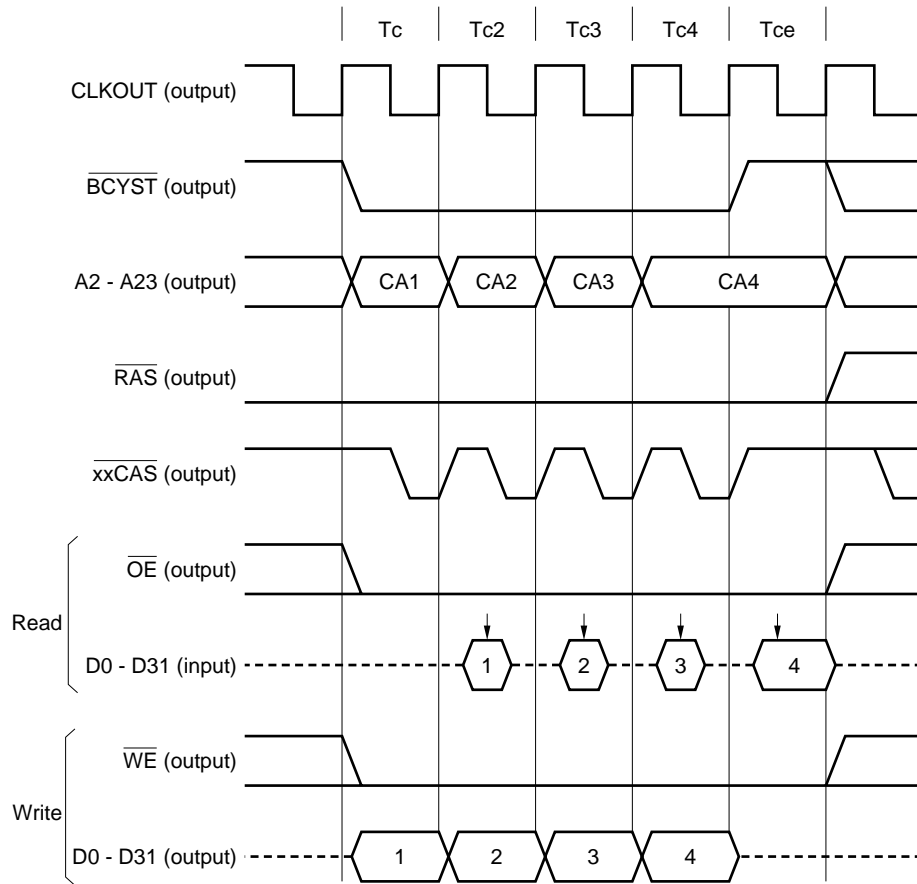 Tc Tc2 Tc3 Tc4 Tce
CLKOUT (output)
BCYST (output)
A2 - A23 (output) CA1 CA2 CA3 CA4
RAS (output)
xxCAS (output)
Read
OE (output)
D0 - D31 (input) 1 2 3 4
Write
WE (output)
D0 - D31 (output) 1 2 3 4